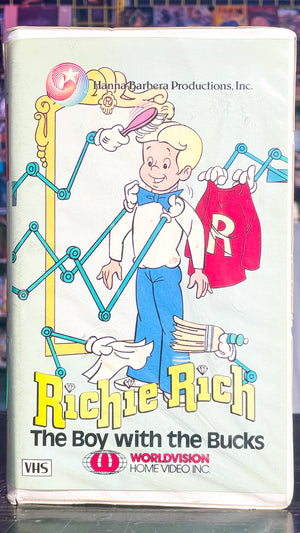 Hanna-Barbera Productions, Inc.
R
Richie Rich
The Boy with the Bucks
VHS
WORLDVISION
HOME VIDEO INC.